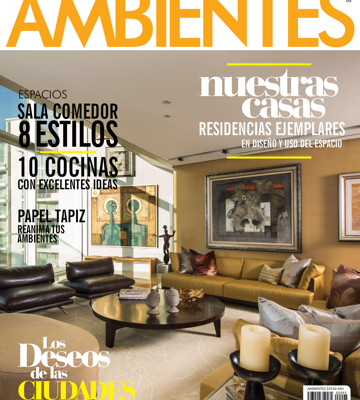 AMBIENTES
nuestras
casas
RESIDENCIAS EJEMPLARES
EN DISEÑO Y USO DEL ESPACIO
ESPACIOS
SALA COMEDOR
8 ESTILOS
10 COCINAS
CON EXCELENTES IDEAS
PAPEL TAPIZ
REANIMA TUS
AMBIENTES
Los
Deseos
de las
CIUDADES